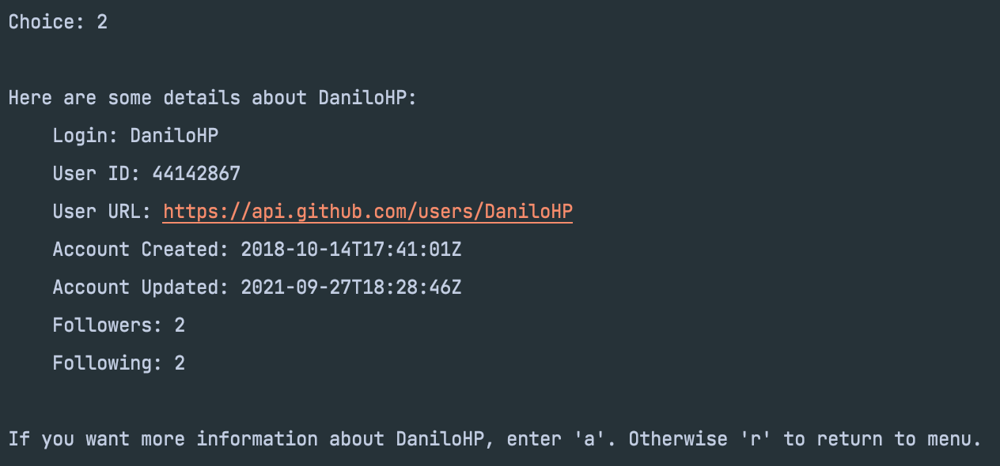 Choice: 2
Here are some details about DaniloHP:
Login: DaniloHP
User ID: 44142867
User URL: https://api.github.com/users/DaniloHP
Account Created: 2018-10-14T17:41:01Z
Account Updated: 2021-09-27T18:28:46Z
Followers: 2
Following: 2
If you want more information about DaniloHP, enter 'a'. Otherwise 'r' to return to menu.